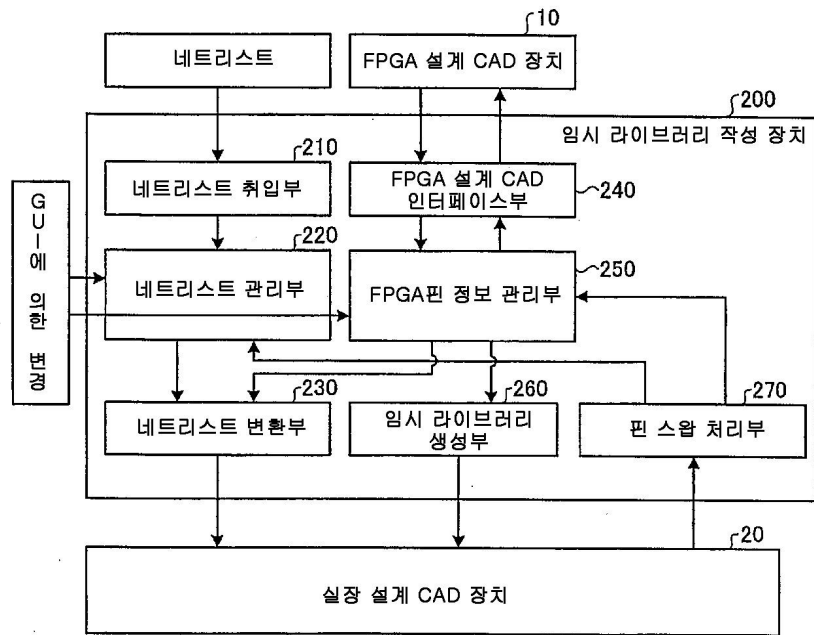 10
네트리스트
FPGA 설계 CAD 장치
200
임시 라이브러리 작성 장치
210
네트리스트 취입부
FPGA 설계 CAD
인터페이스부
240
GUI에 의한 변경
220
네트리스트 관리부
250
FPGA핀 정보 관리부
230
네트리스트 변환부
260
임시 라이브러리
생성부
270
핀 스왑 처리부
20
실장 설계 CAD 장치